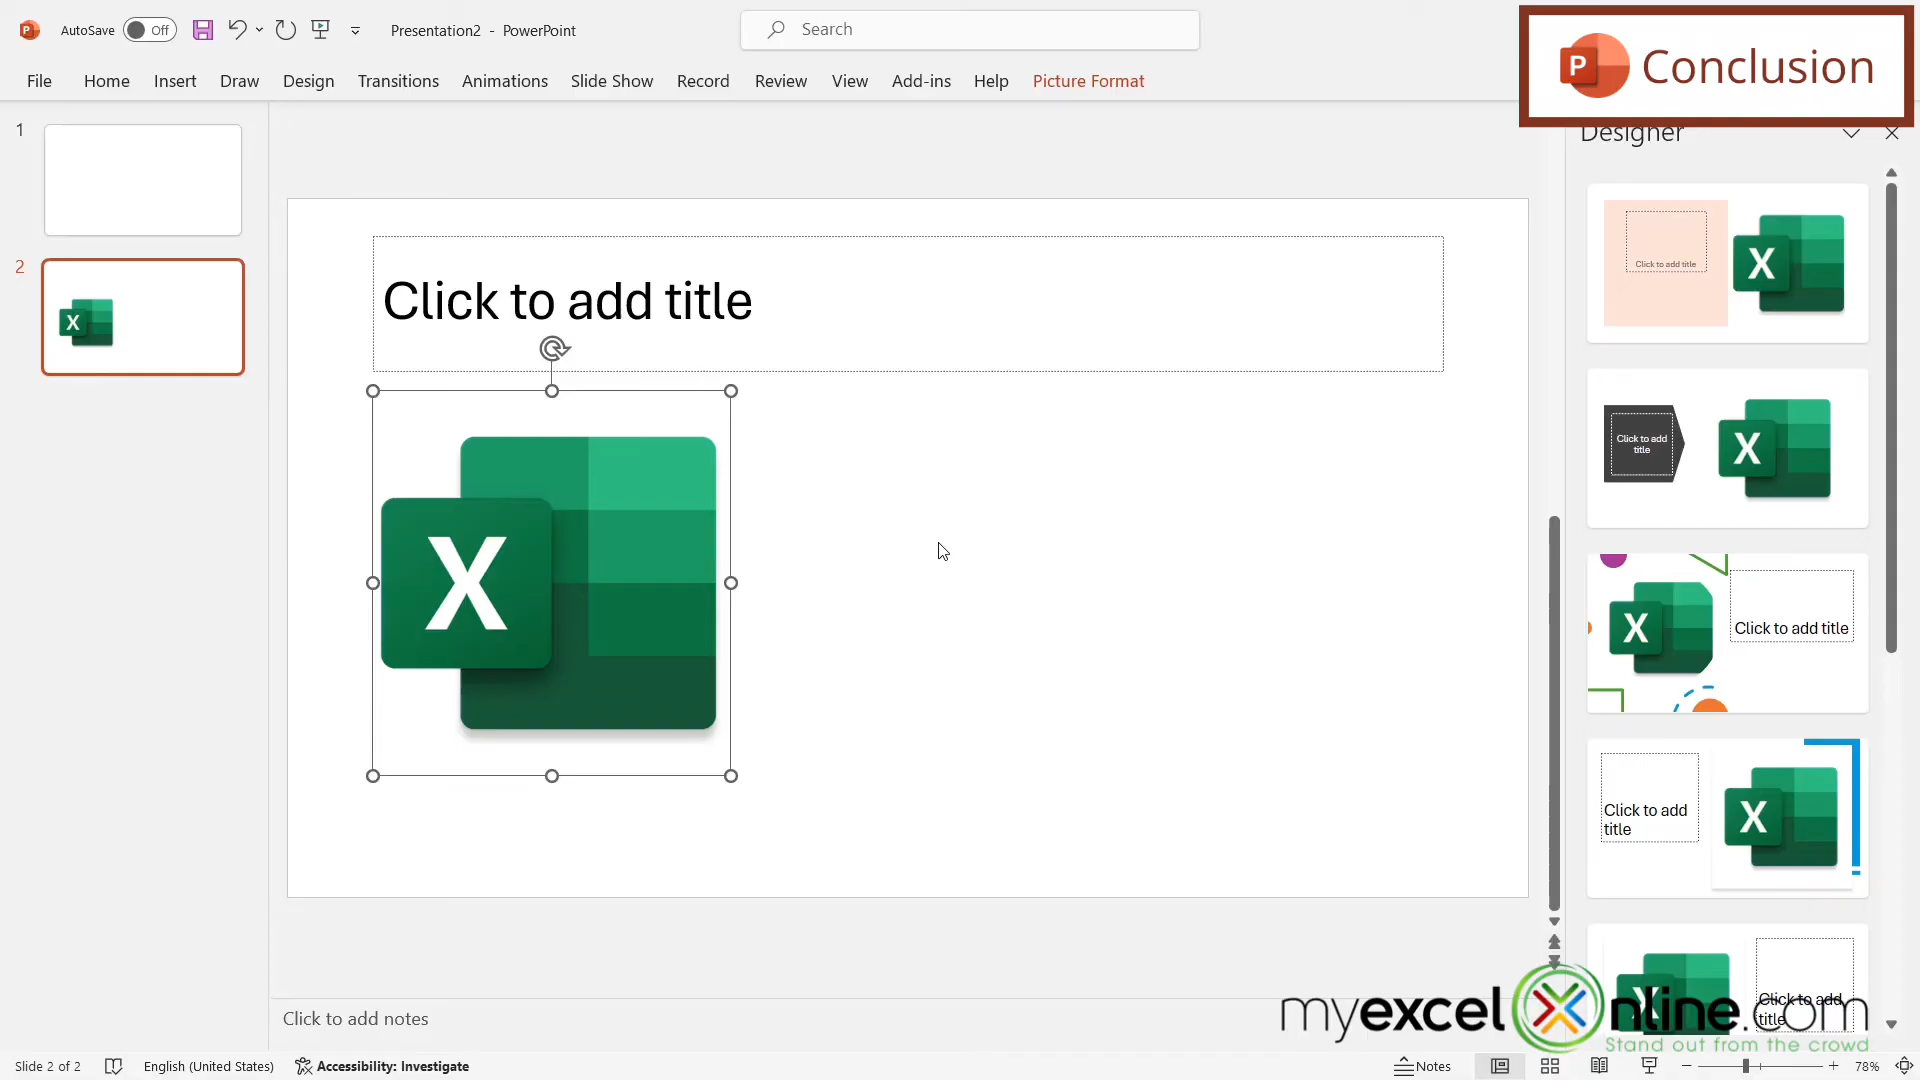 P AutoSave Off Presentation2 - PowerPoint Search
P Conclusion
File Home Insert Draw Design Transitions Animations Slide Show Record Review View Add-ins Help Picture Format
Designer
1
2
X
Click to add title
X
Click to add title
X
Click to add
title
X
X
Click to add title
Click to add
title
X
X
Click to add
title
Click to add notes
myexcelonline.com
Stand out from the crowd
Slide 2 of 2 English (United States) Accessibility: Investigate Notes 78%